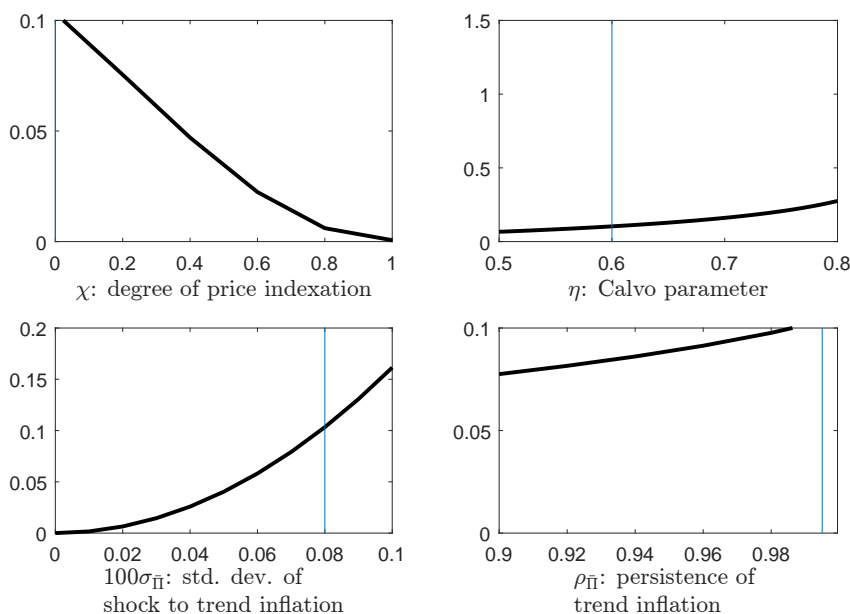 0.1
0.05
0
0 0.2 0.4 0.6 0.8 1
χ: degree of price indexation
1.5
1
0.5
0
0.5 0.6 0.7 0.8
η: Calvo parameter
0.2
0.15
0.1
0.05
0
0 0.02 0.04 0.06 0.08 0.1
100σ_Π̄: std. dev. of
shock to trend inflation
0.1
0.05
0
0.9 0.92 0.94 0.96 0.98
ρ_Π̄: persistence of
trend inflation